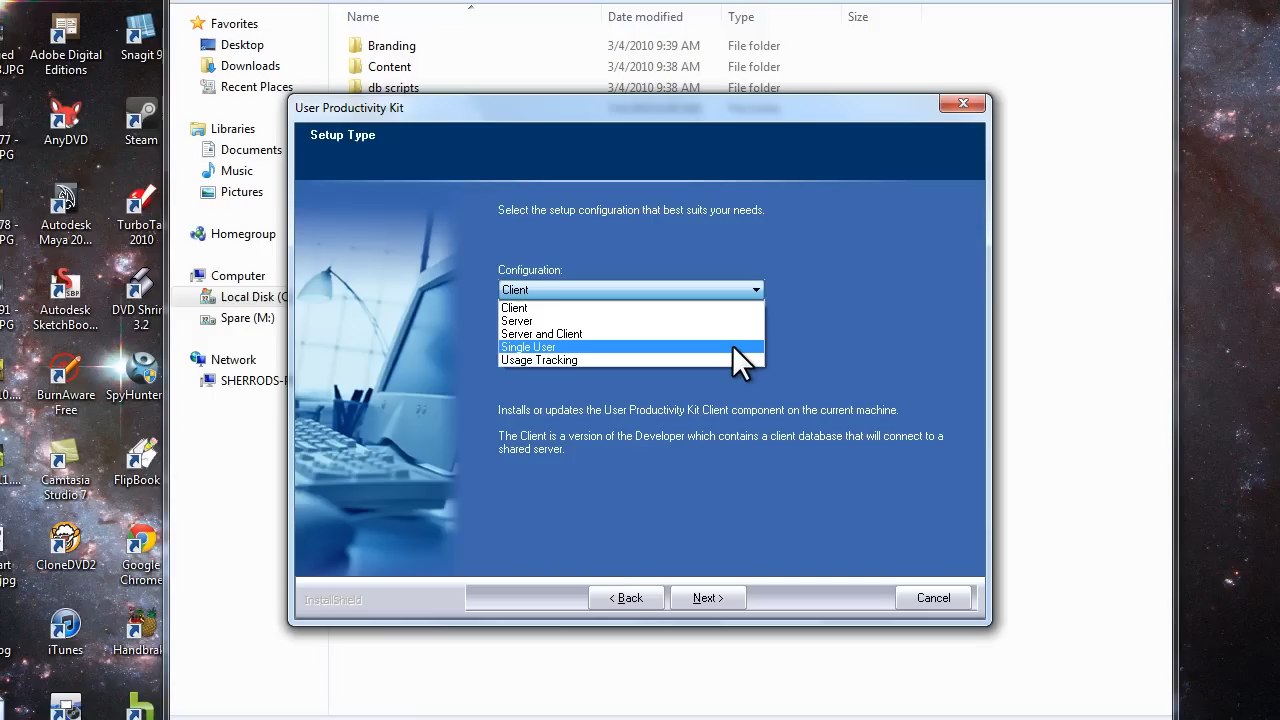 Adobe Digital
Editions
Snagit 9
JPG
AnyDVD
Steam
PG
Autodesk
Maya 20...
TurboTa
2010
Autodesk
SketchBoo...
DVD Shrin
3.2
BurnAware
Free
SpyHunter
Camtasia
Studio 7
FlipBook
CloneDVD2
Google
Chrome
jpg
iTunes
Handbrak
Favorites
Desktop
Downloads
Recent Places
Libraries
Documents
Music
Pictures
Homegroup
Computer
Local Disk (C
Spare (M:)
Network
SHERRODS-P
Name Date modified Type Size
Branding 3/4/2010 9:39 AM File folder
Content 3/4/2010 9:38 AM File folder
db scripts 3/4/2010 9:38 AM File folder
User Productivity Kit
Setup Type
Select the setup configuration that best suits your needs.
Configuration:
Client
Client
Server
Server and Client
Single User
Usage Tracking
Installs or updates the User Productivity Kit Client component on the current machine.
The Client is a version of the Developer which contains a client database that will connect to a
shared server.
InstallShield
< Back
Next >
Cancel